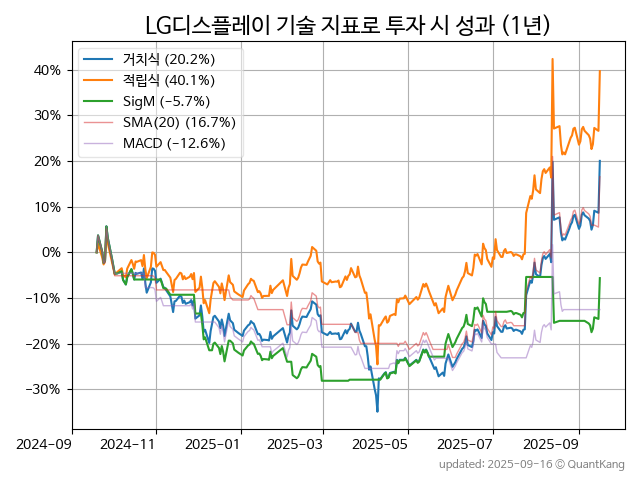 LG디스플레이 기술 지표로 투자 시 성과 (1년)
거치식 (20.2%)
적립식 (40.1%)
SigM (−5.7%)
SMA(20) (16.7%)
MACD (−12.6%)
40%
30%
20%
10%
0%
−10%
−20%
−30%
2024-09 2024-11 2025-01 2025-03 2025-05 2025-07 2025-09
updated: 2025-09-16 © QuantKang